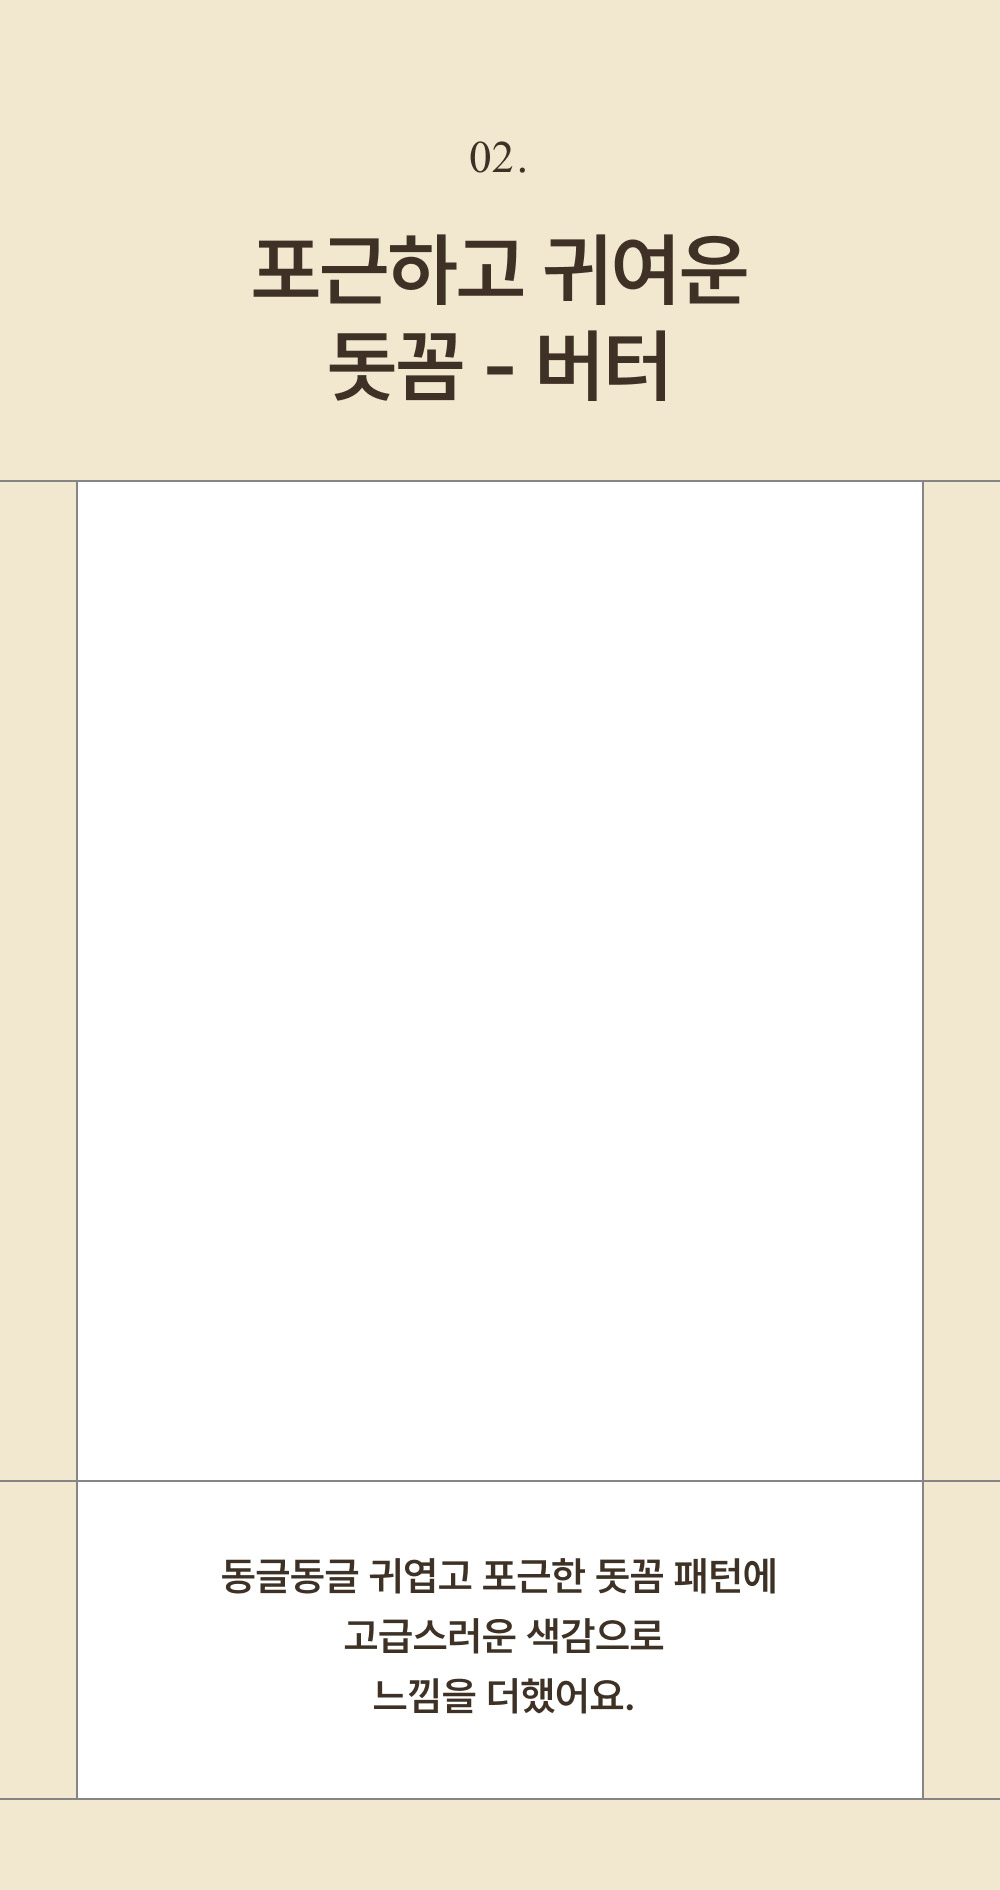 02.
포근하고 귀여운
돗꼼 - 버터
동글동글 귀엽고 포근한 돗꼼 패턴에
고급스러운 색감으로
느낌을 더했어요.